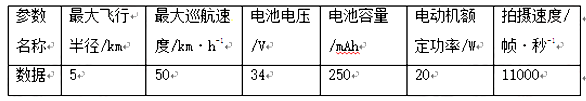 参数 最大飞行 最大巡航速 电池电压 电池容量 电动机额 拍摄速度/
名称 半径/km 度/km·h⁻¹ /V /mAh 定功率/W 帧·秒⁻¹
数据 5 50 34 250 20 11000